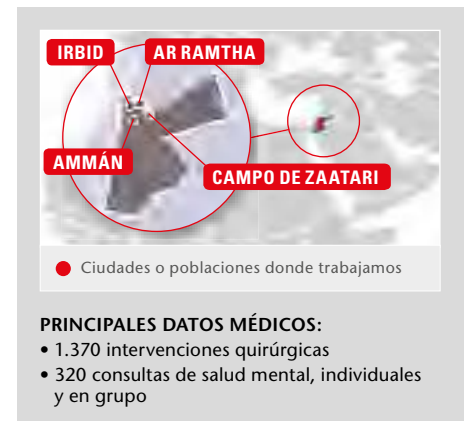 IRBID
AR RAMTHA
AMMÁN
CAMPO DE ZAATARI
Ciudades o poblaciones donde trabajamos
PRINCIPALES DATOS MÉDICOS:
• 1.370 intervenciones quirúrgicas
• 320 consultas de salud mental, individuales
y en grupo